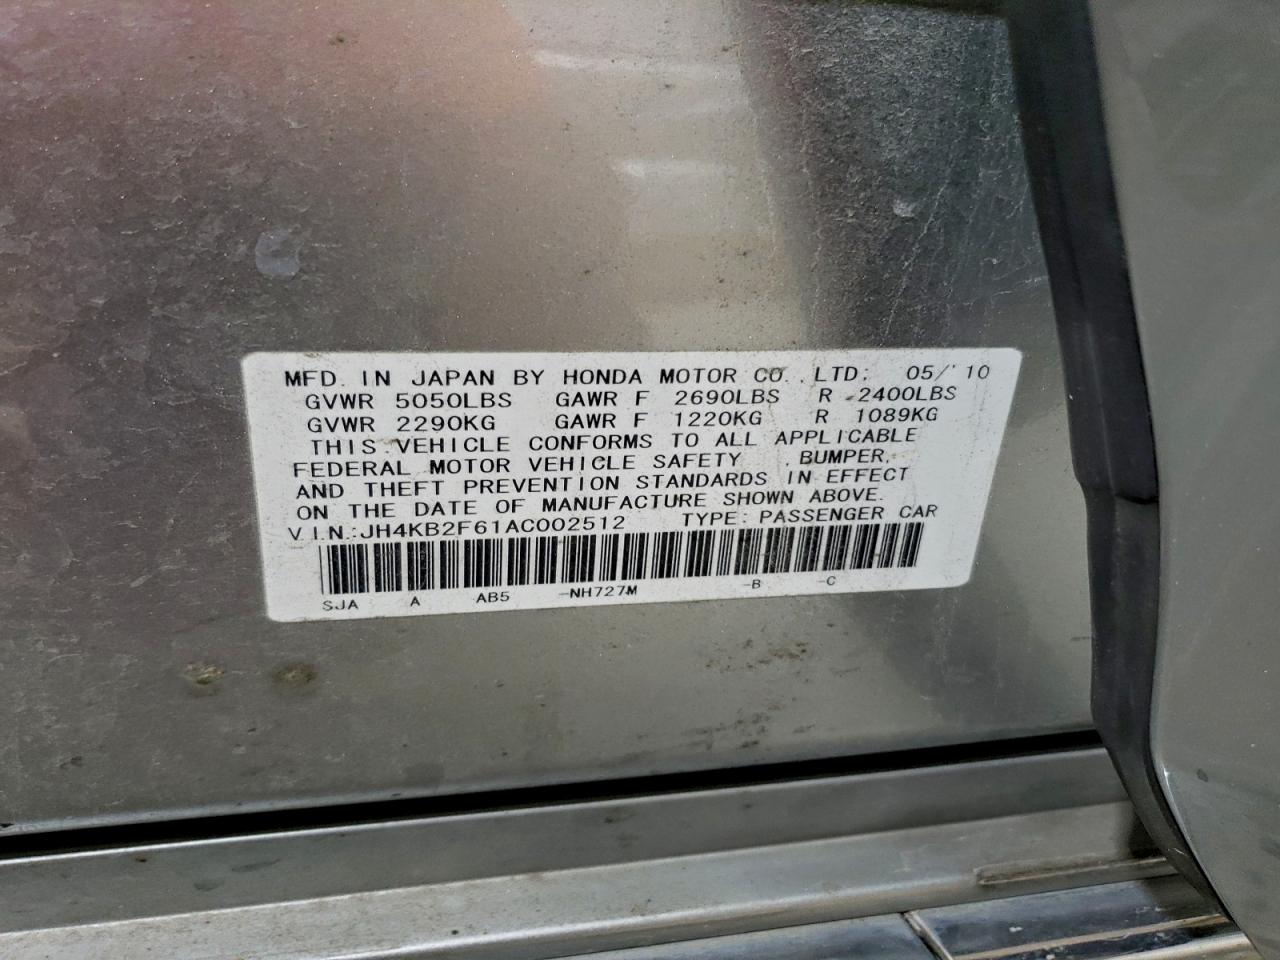 MFD. IN JAPAN BY HONDA MOTOR CO.,LTD. 05/'10
GVWR 5050LBS GAWR F 2690LBS R 2400LBS
GVWR 2290KG GAWR F 1220KG R 1089KG
THIS VEHICLE CONFORMS TO ALL APPLICABLE
FEDERAL MOTOR VEHICLE SAFETY ,BUMPER,
AND THEFT PREVENTION STANDARDS IN EFFECT
ON THE DATE OF MANUFACTURE SHOWN ABOVE.
V.I.N.:JH4KB2F61AC002512 TYPE:PASSENGER CAR
SJA A AB5 -NH727M -B -C